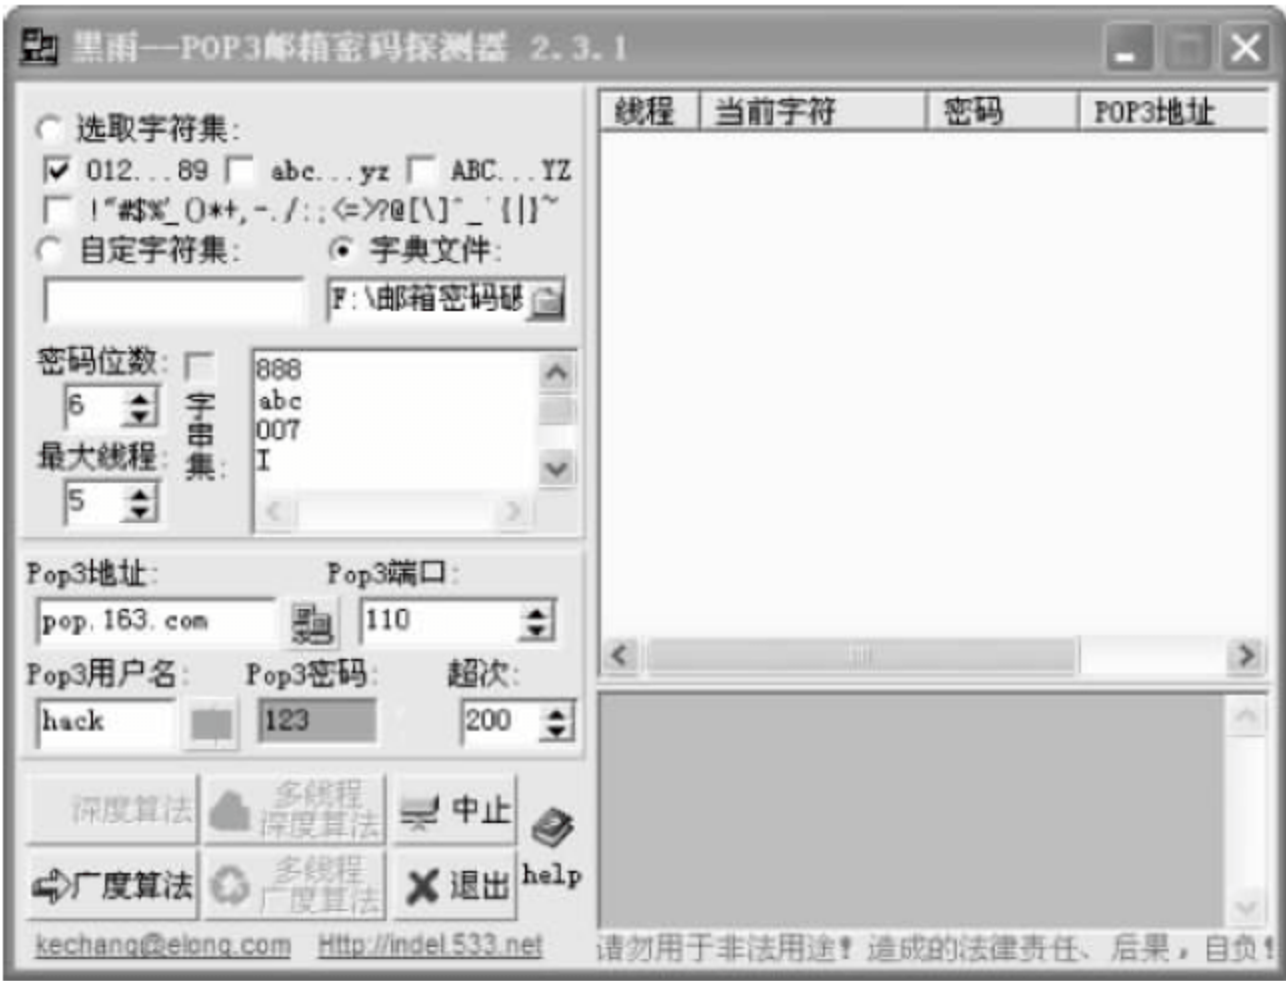 黑雨——POP3邮箱密码探测器 2.3.1
选取字符集:
012...89 abc...yz ABC...YZ
!"#$%'_()*+,-./:;<=>?@[\]^_`{|}~
自定字符集: 字典文件:
F:\邮箱密码破
密码位数: 字串集:
6
最大线程:
5
888
abc
007
I
Pop3地址: Pop3端口:
pop.163.com 110
Pop3用户名: Pop3密码: 超次:
hack 123 200
深度算法 多线程深度算法 中止
广度算法 多线程广度算法 退出 help
kechang@elong.com Http://indel.533.net
线程 当前字符 密码 POP3地址
请勿用于非法用途! 造成的法律责任、后果,自负!